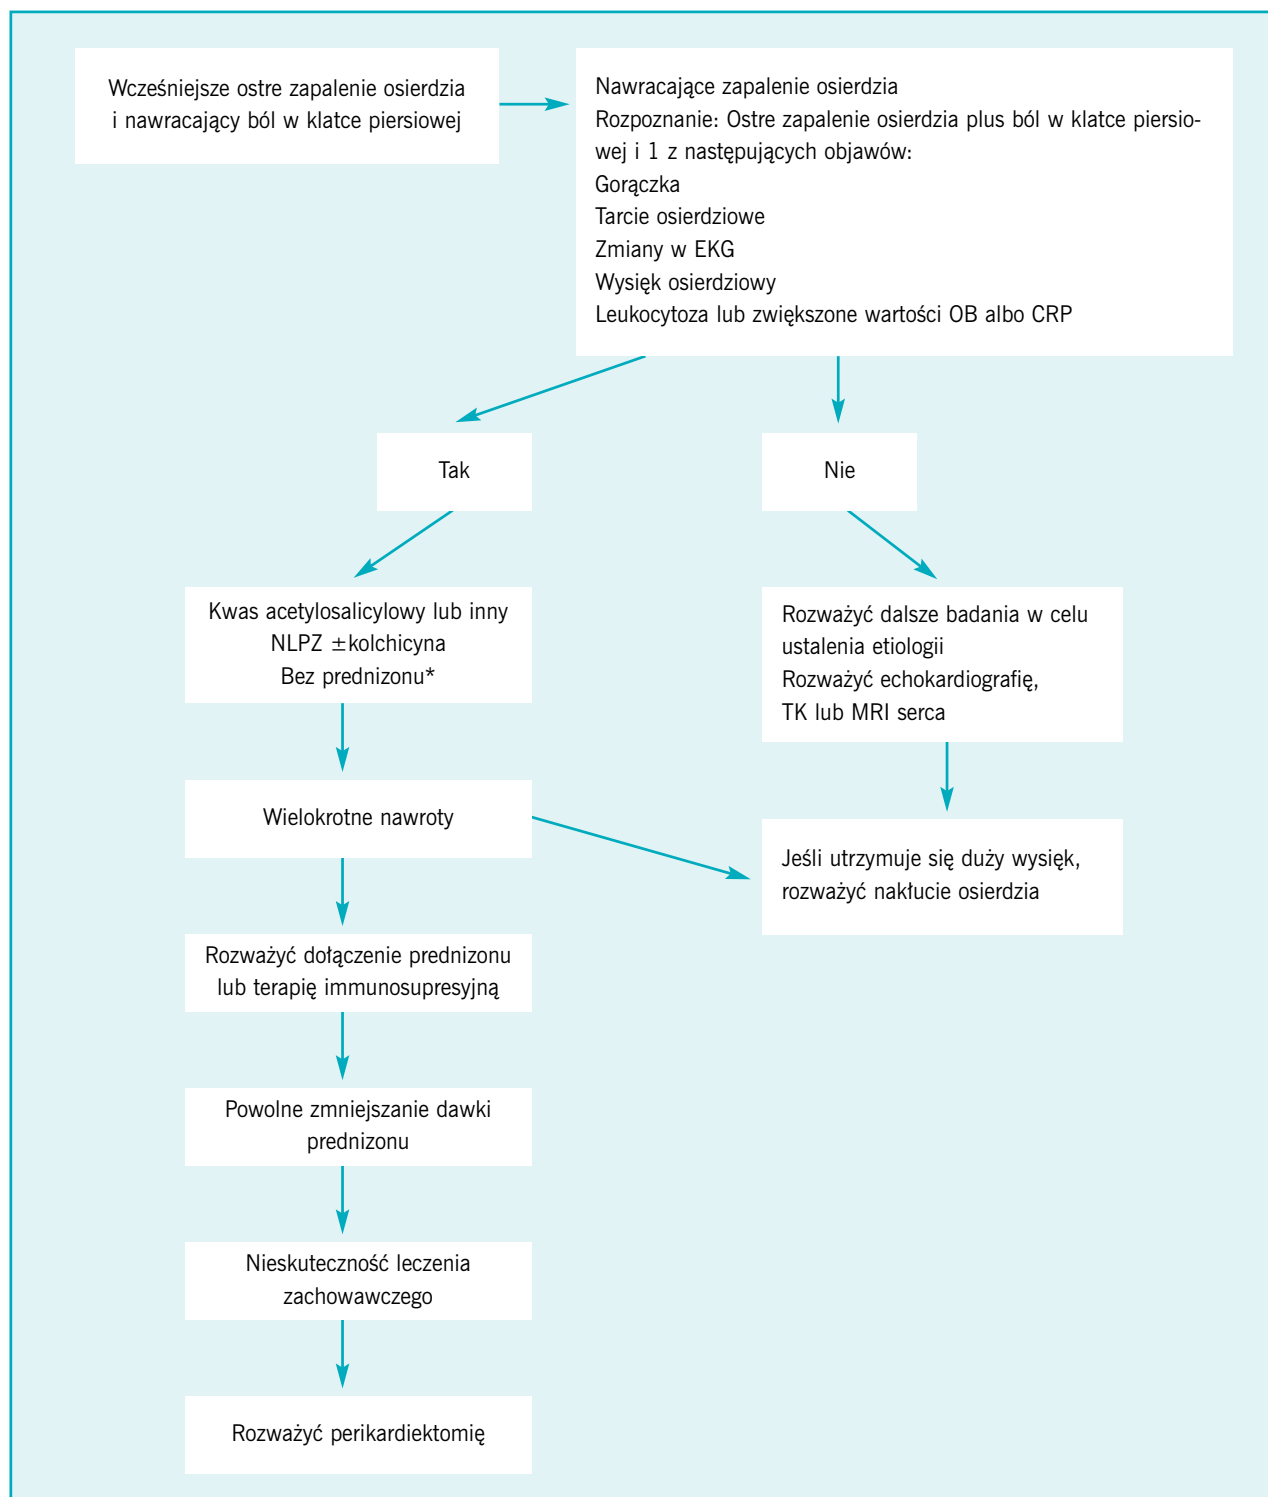 Wcześniejsze ostre zapalenie osierdzia
i nawracający ból w klatce piersiowej
Nawracające zapalenie osierdzia
Rozpoznanie: Ostre zapalenie osierdzia plus ból w klatce piersio-
wej i 1 z następujących objawów:
Gorączka
Tarcie osierdziowe
Zmiany w EKG
Wysięk osierdziowy
Leukocytoza lub zwiększone wartości OB albo CRP
Tak
Nie
Kwas acetylosalicylowy lub inny
NLPZ ±kolchicyna
Bez prednizonu*
Rozważyć dalsze badania w celu
ustalenia etiologii
Rozważyć echokardiografię,
TK lub MRI serca
Wielokrotne nawroty
Jeśli utrzymuje się duży wysięk,
rozważyć nakłucie osierdzia
Rozważyć dołączenie prednizonu
lub terapię immunosupresyjną
Powolne zmniejszanie dawki
prednizonu
Nieskuteczność leczenia
zachowawczego
Rozważyć perikardiektomię